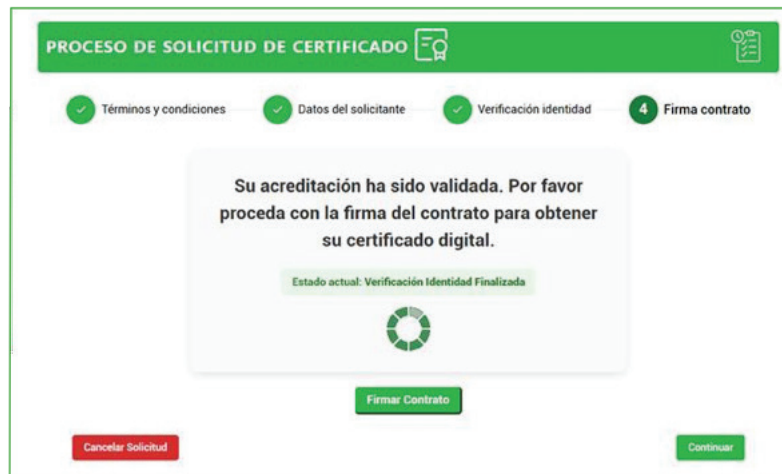 PROCESO DE SOLICITUD DE CERTIFICADO
Términos y condiciones
Datos del solicitante
Verificación identidad
4 Firma contrato
Su acreditación ha sido validada. Por favor
proceda con la firma del contrato para obtener
su certificado digital.
Estado actual: Verificación Identidad Finalizada
Firmar Contrato
Cancelar Solicitud
Continuar